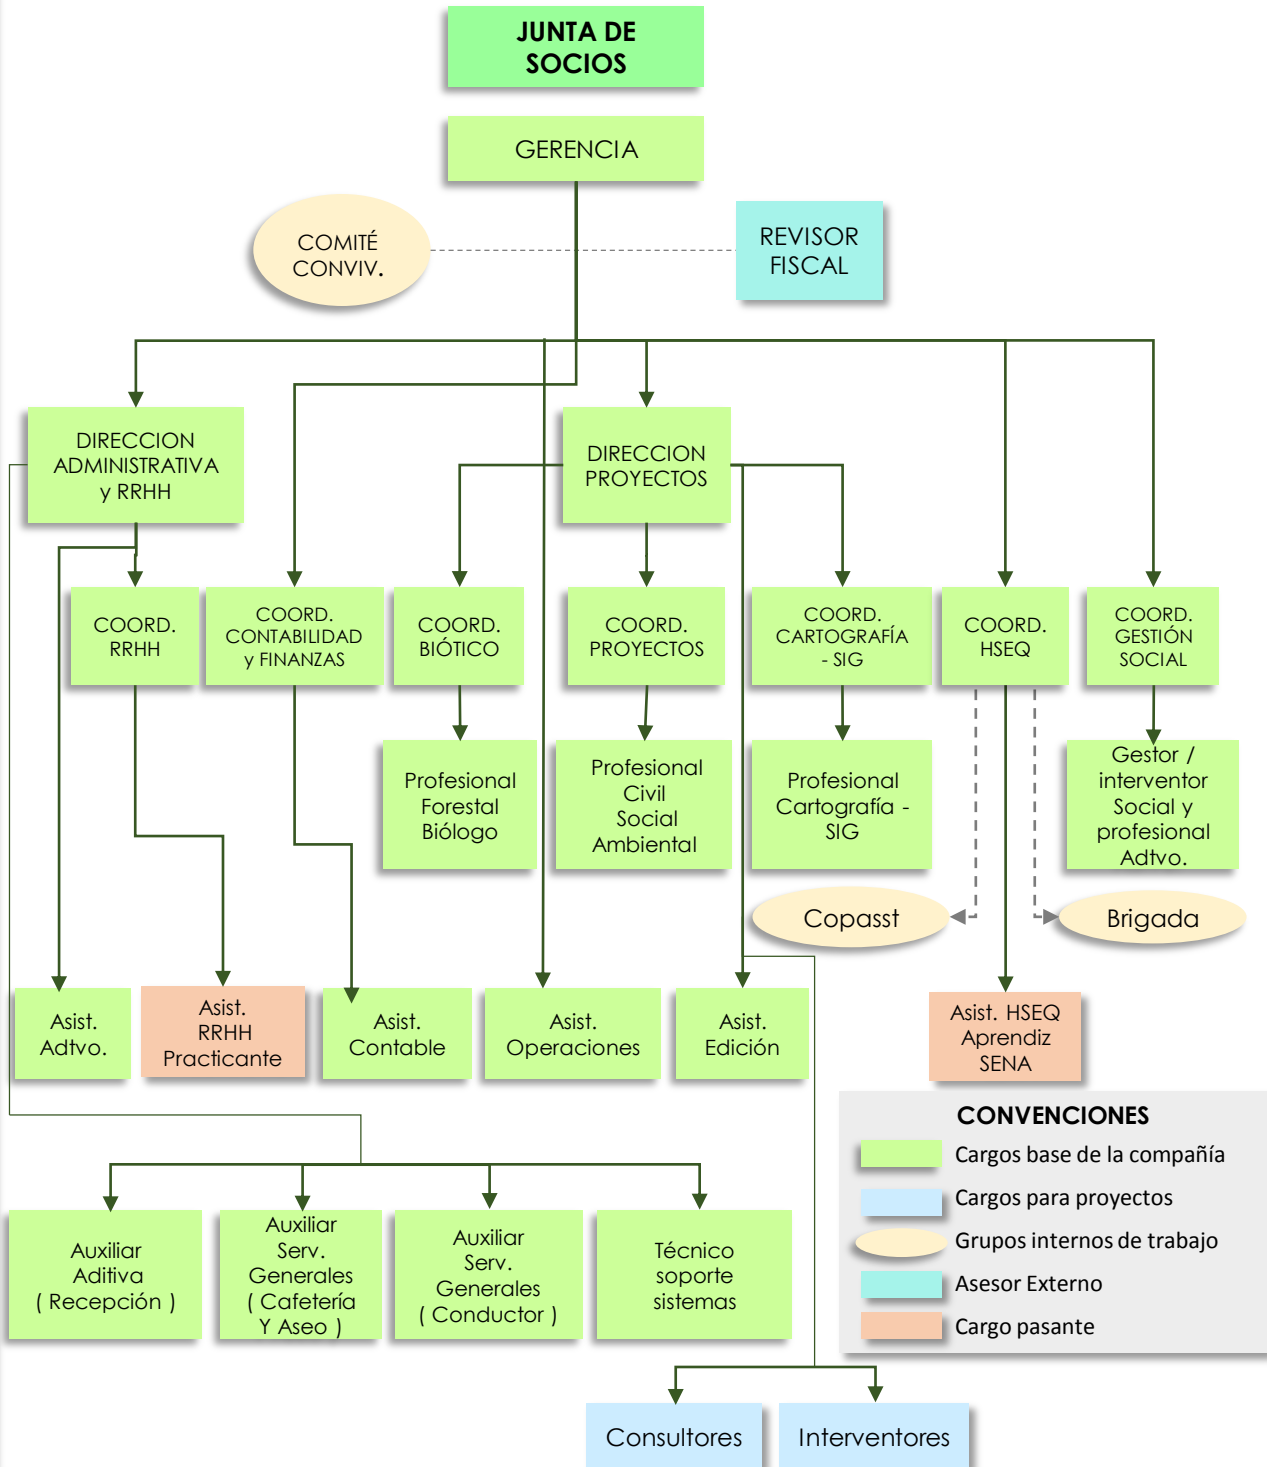 JUNTA DE
SOCIOS
GERENCIA
COMITÉ
CONVIV.
REVISOR
FISCAL
DIRECCION
ADMINISTRATIVA
y RRHH
DIRECCION
PROYECTOS
COORD.
RRHH
COORD.
CONTABILIDAD
y FINANZAS
COORD.
BIÓTICO
COORD.
PROYECTOS
COORD.
CARTOGRAFÍA
- SIG
COORD.
HSEQ
COORD.
GESTIÓN
SOCIAL
Profesional
Forestal
Biólogo
Profesional
Civil
Social
Ambiental
Profesional
Cartografía -
SIG
Gestor /
interventor
Social y
profesional
Adtvo.
Copasst
Brigada
Asist.
Adtvo.
Asist.
RRHH
Practicante
Asist.
Contable
Asist.
Operaciones
Asist.
Edición
Asist. HSEQ
Aprendiz
SENA
CONVENCIONES
Cargos base de la compañía
Cargos para proyectos
Grupos internos de trabajo
Asesor Externo
Cargo pasante
Auxiliar
Aditiva
( Recepción )
Auxiliar
Serv.
Generales
( Cafetería
Y Aseo )
Auxiliar
Serv.
Generales
( Conductor )
Técnico
soporte
sistemas
Consultores
Interventores